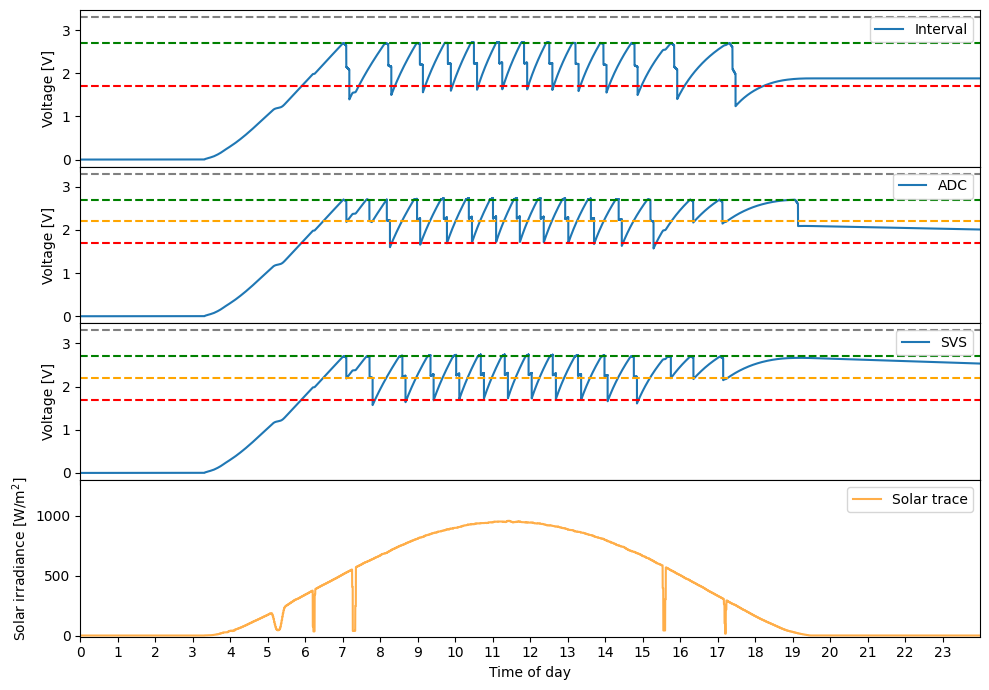 Voltage [V]
3
2
1
0
Interval
Voltage [V]
3
2
1
0
ADC
Voltage [V]
3
2
1
0
SVS
Solar irradiance [W/m²]
1000
500
0
Solar trace
0 1 2 3 4 5 6 7 8 9 10 11 12 13 14 15 16 17 18 19 20 21 22 23
Time of day